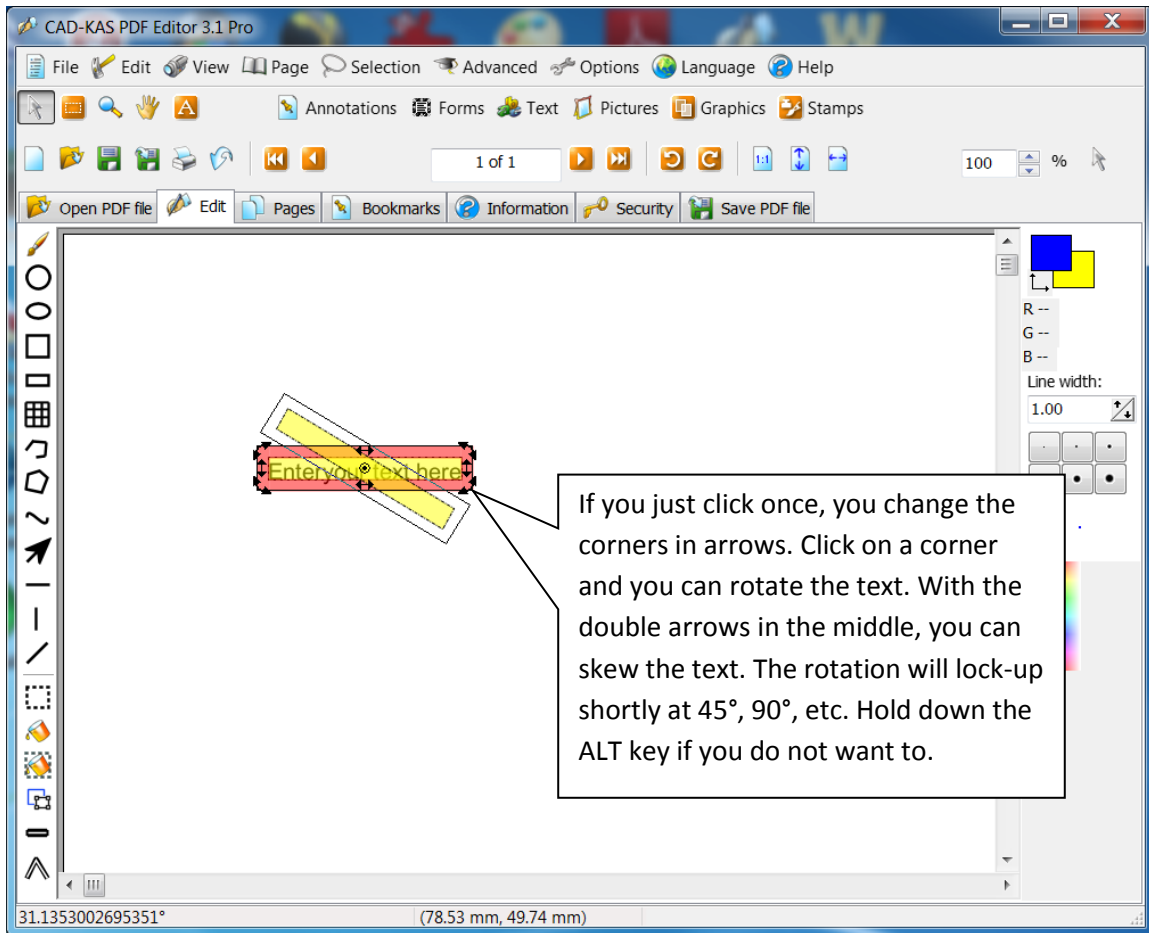 CAD-KAS PDF Editor 3.1 Pro
File Edit View Page Selection Advanced Options Language Help
A Annotations Forms Text Pictures Graphics Stamps
1 of 1 1:1 100 %
Open PDF file Edit Pages Bookmarks Information Security Save PDF file
R --
G --
B --
Line width:
1.00
Enter your text here
If you just click once, you change the
corners in arrows. Click on a corner
and you can rotate the text. With the
double arrows in the middle, you can
skew the text. The rotation will lock-up
shortly at 45°, 90°, etc. Hold down the
ALT key if you do not want to.
31.1353002695351° (78.53 mm, 49.74 mm)